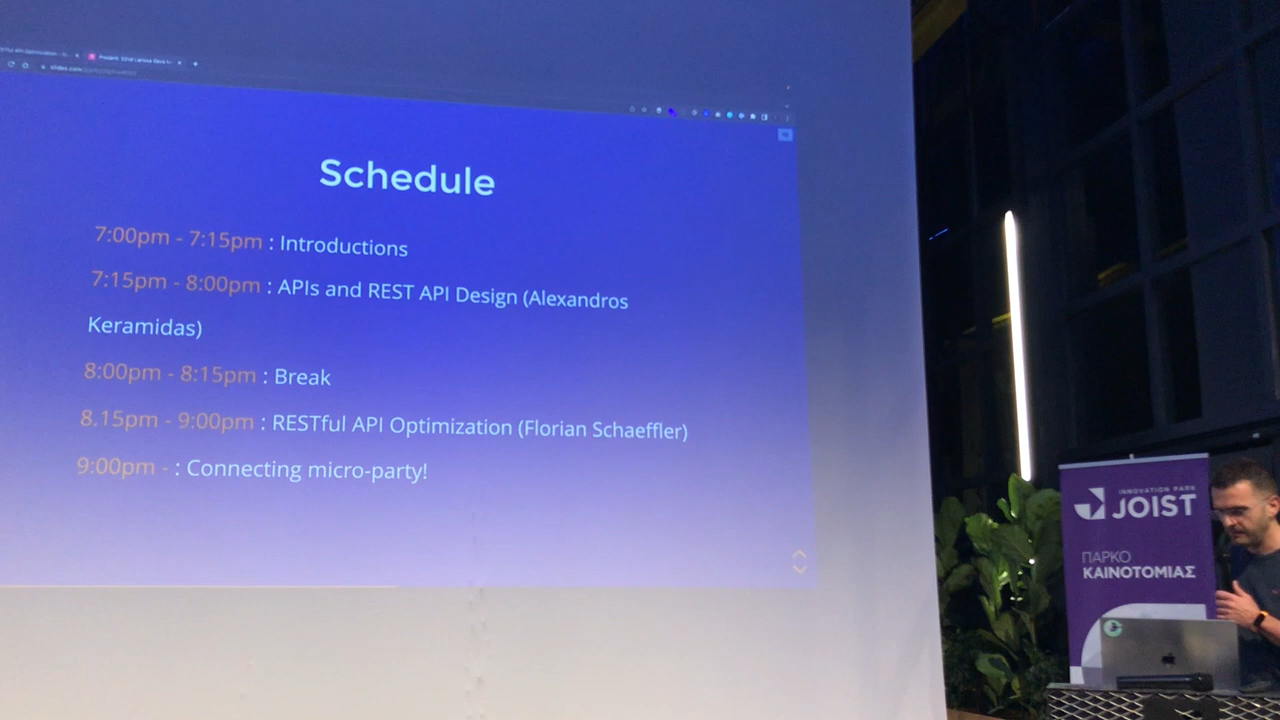 Schedule
7:00pm - 7:15pm : Introductions
7:15pm - 8:00pm : APIs and REST API Design (Alexandros
Keramidas)
8:00pm - 8:15pm : Break
8.15pm - 9:00pm : RESTful API Optimization (Florian Schaeffler)
9:00pm - : Connecting micro-party!
INNOVATION PARK
JOIST
ΠΑΡΚΟ
ΚΑΙΝΟΤΟΜΙΑΣ